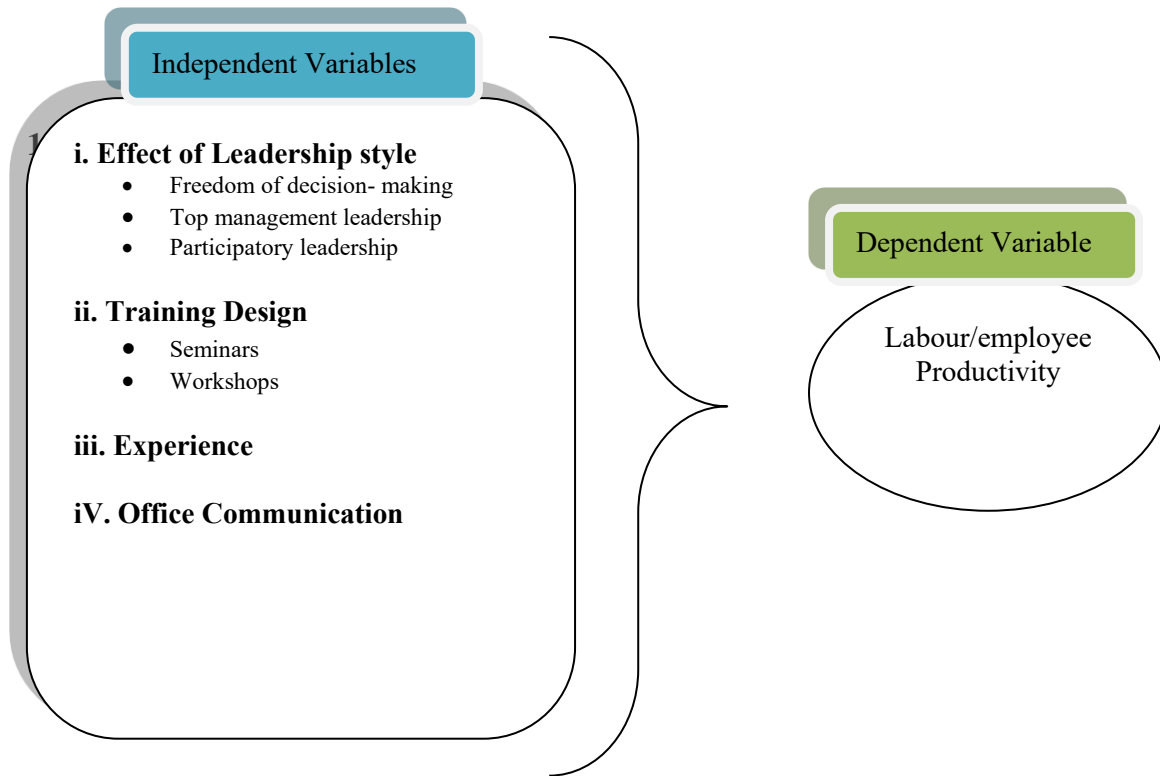 Independent Variables
1
i. Effect of Leadership style
• Freedom of decision- making
• Top management leadership
• Participatory leadership
ii. Training Design
• Seminars
• Workshops
iii. Experience
iV. Office Communication
Dependent Variable
Labour/employee
Productivity